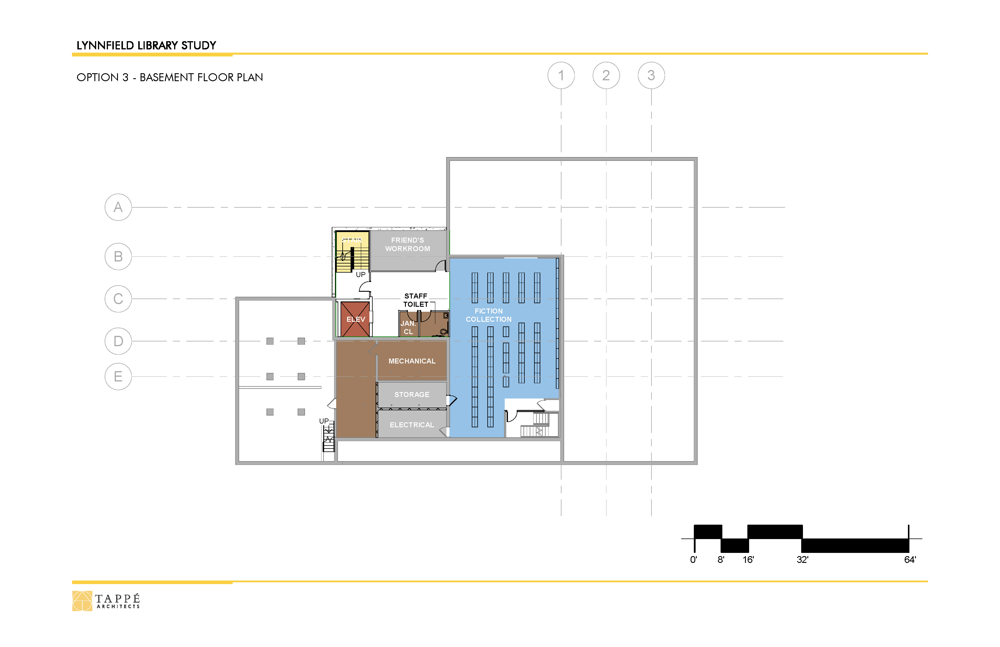 LYNNFIELD LIBRARY STUDY
OPTION 3 - BASEMENT FLOOR PLAN
1
2
3
A
B
C
D
E
STAIR
FRIEND'S
WORKROOM
UP
STAFF
TOILET
ELEV
JAN.
CL
FICTION
COLLECTION
MECHANICAL
STORAGE
ELECTRICAL
UP
0'
8'
16'
32'
64'
TAPPÉ
ARCHITECTS